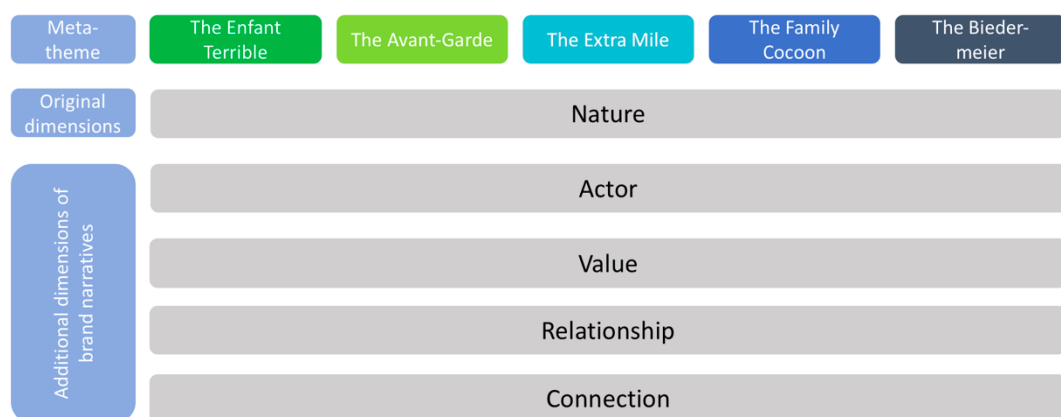 Meta-
theme
The Enfant
Terrible
The Avant-Garde
The Extra Mile
The Family
Cocoon
The Bieder-
meier
Original
dimensions
Nature
Additional dimensions of
brand narratives
Actor
Value
Relationship
Connection